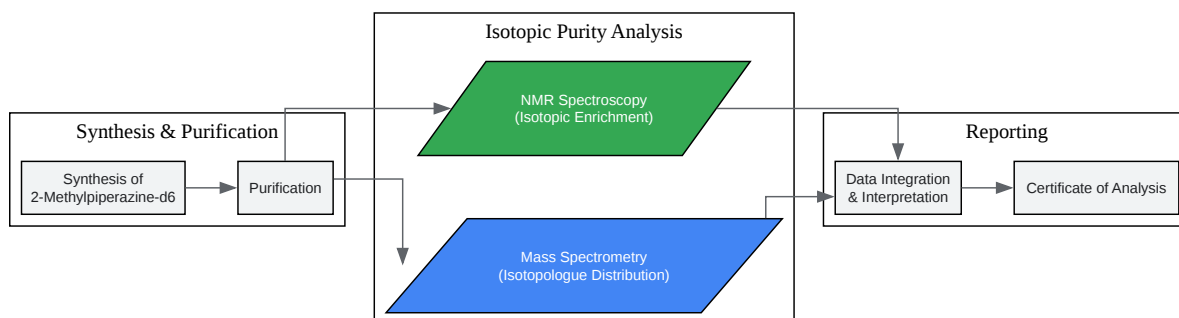 Isotopic Purity Analysis
NMR Spectroscopy
(Isotopic Enrichment)
Synthesis & Purification
Reporting
Synthesis of
2-Methylpiperazine-d6
Purification
Data Integration
& Interpretation
Certificate of Analysis
Mass Spectrometry
(Isotopologue Distribution)